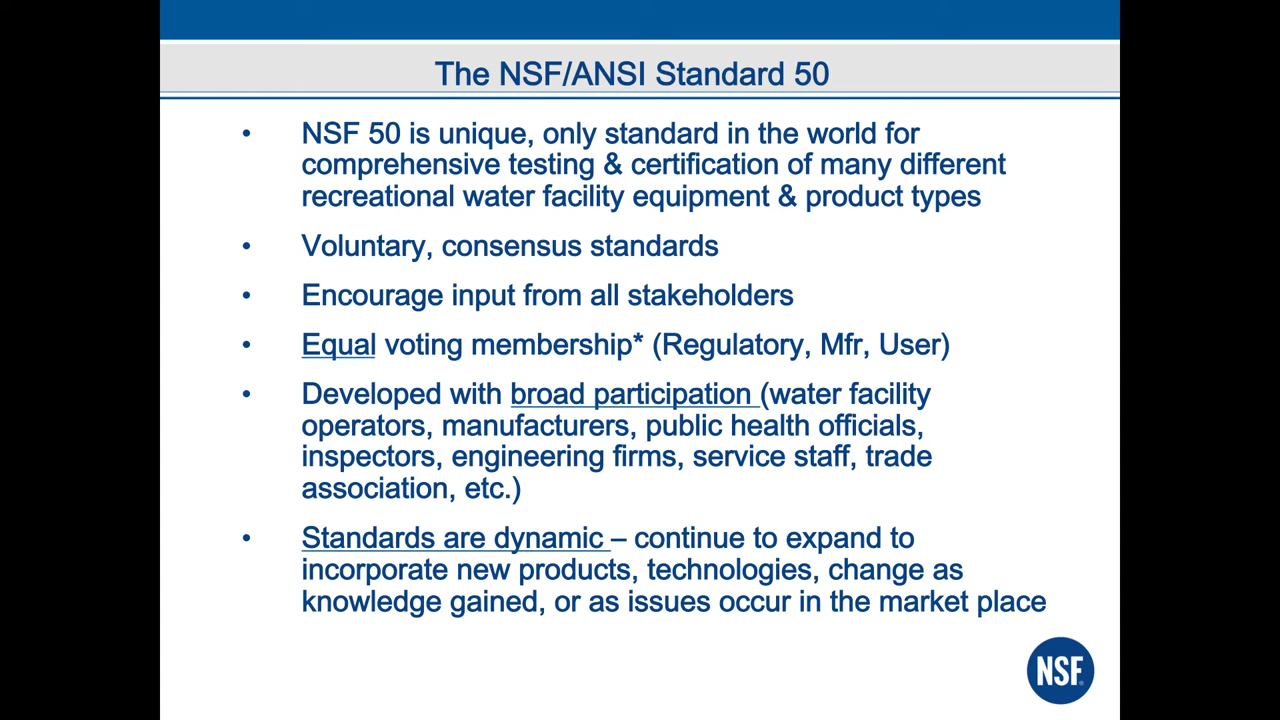 The NSF/ANSI Standard 50
• NSF 50 is unique, only standard in the world for
comprehensive testing & certification of many different
recreational water facility equipment & product types
• Voluntary, consensus standards
• Encourage input from all stakeholders
• Equal voting membership* (Regulatory, Mfr, User)
• Developed with broad participation (water facility
operators, manufacturers, public health officials,
inspectors, engineering firms, service staff, trade
association, etc.)
• Standards are dynamic – continue to expand to
incorporate new products, technologies, change as
knowledge gained, or as issues occur in the market place
NSF®